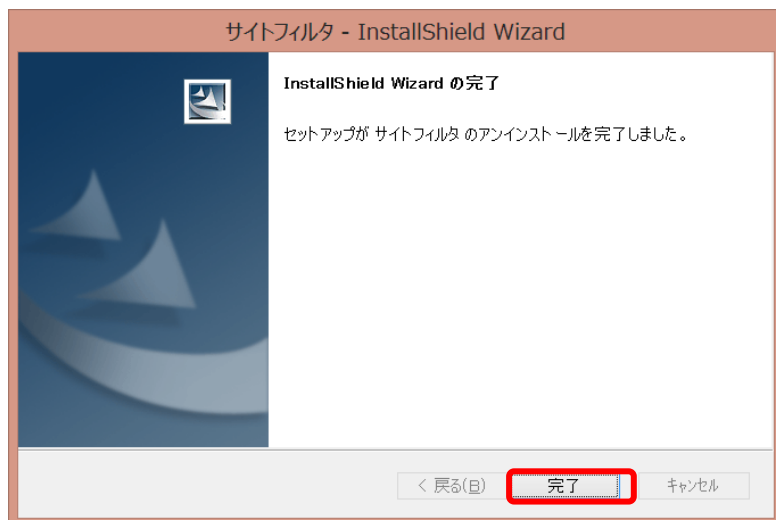 サイトフィルタ - InstallShield Wizard
InstallShield Wizard の完了
セットアップが サイトフィルタ のアンインストールを完了しました。
< 戻る(B) 完了 キャンセル